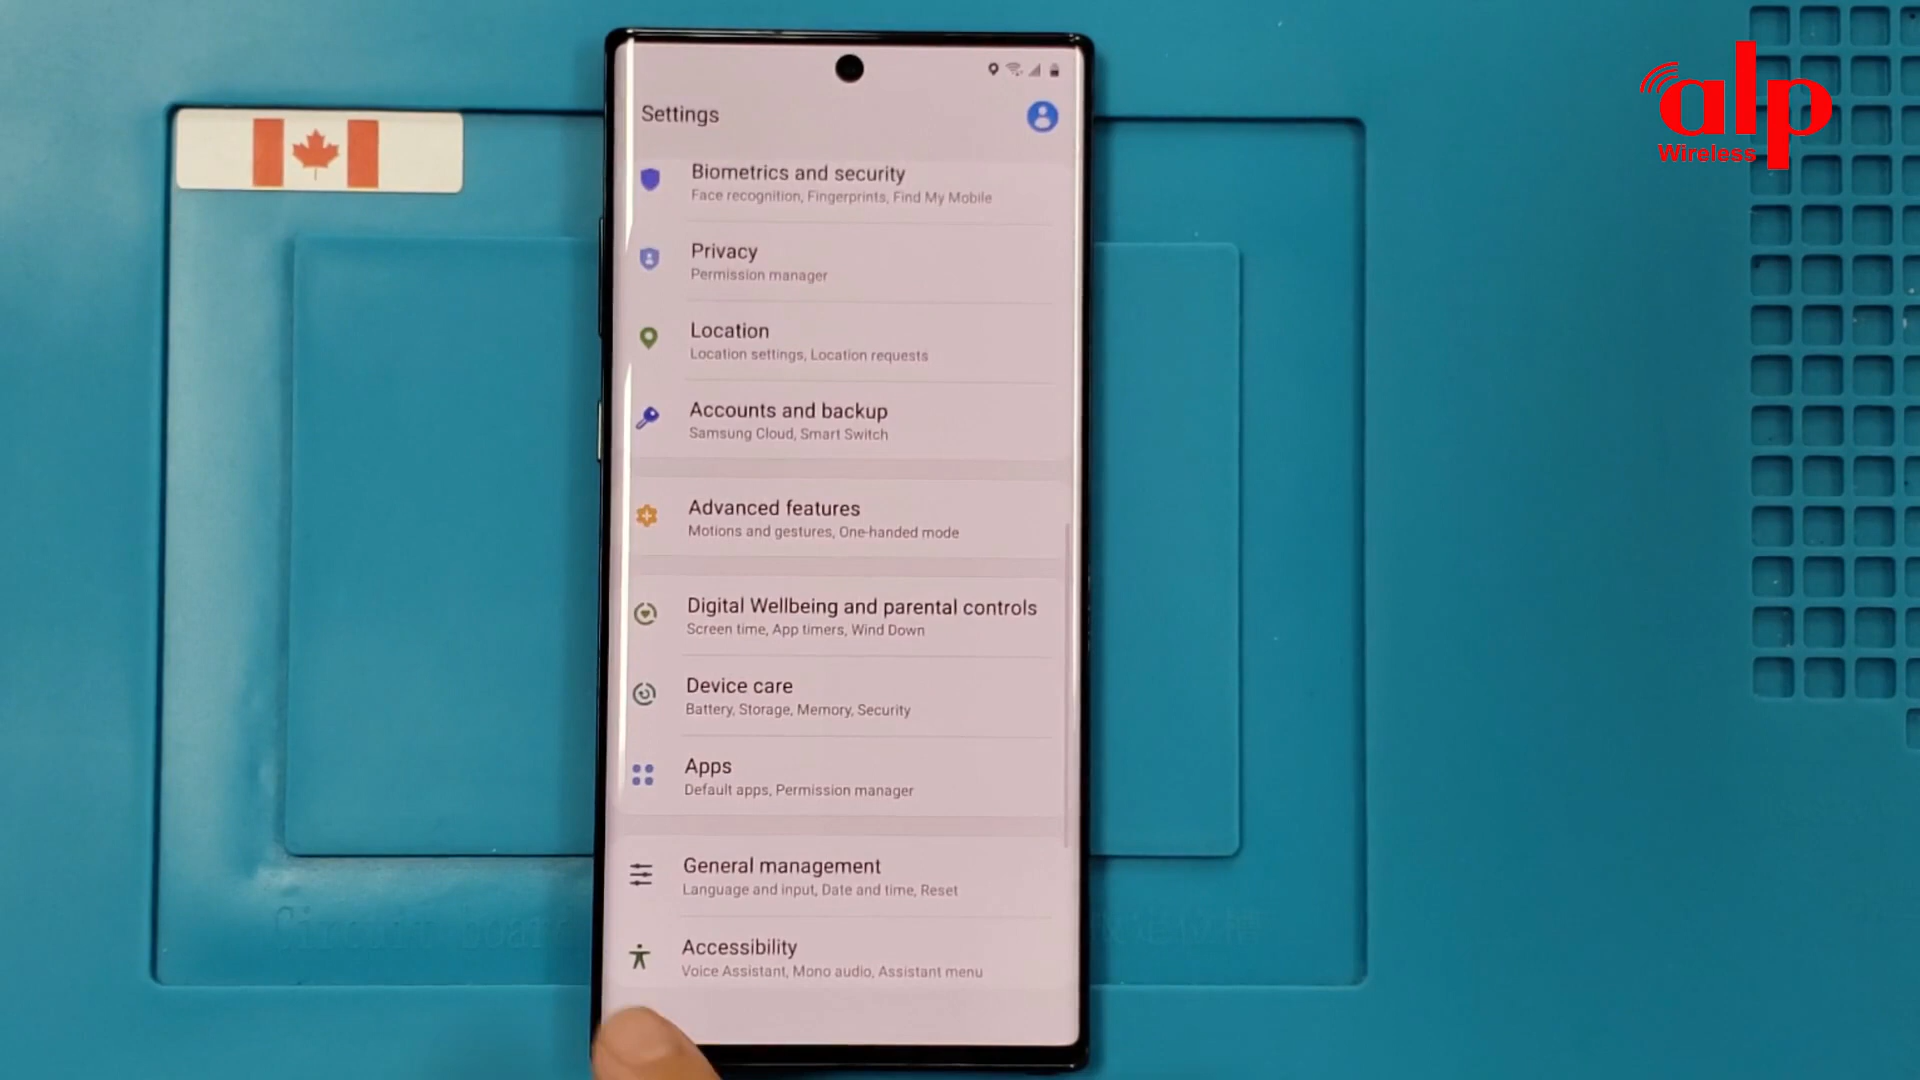 alp
Wireless
Settings
Biometrics and security
Face recognition, Fingerprints, Find My Mobile
Privacy
Permission manager
Location
Location settings, Location requests
Accounts and backup
Samsung Cloud, Smart Switch
Advanced features
Motions and gestures, One-handed mode
Digital Wellbeing and parental controls
Screen time, App timers, Wind Down
Device care
Battery, Storage, Memory, Security
Apps
Default apps, Permission manager
General management
Language and input, Date and time, Reset
Accessibility
Voice Assistant, Mono audio, Assistant menu
Circuit board